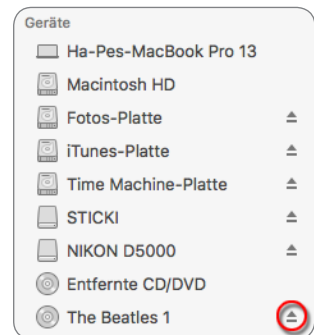 Geräte
Ha-Pes-MacBook Pro 13
Macintosh HD
Fotos-Platte
iTunes-Platte
Time Machine-Platte
STICKI
NIKON D5000
Entfernte CD/DVD
The Beatles 1